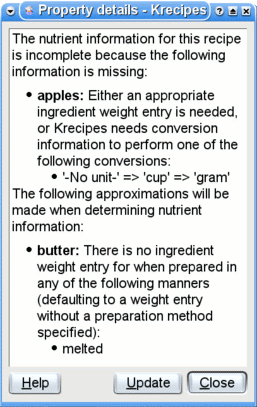 Property details - Krecipes
The nutrient information for this recipe
is incomplete because the following
information is missing:
• apples: Either an appropriate
ingredient weight entry is needed,
or Krecipes needs conversion
information to perform one of the
following conversions:
• '-No unit-' => 'cup' => 'gram'
The following approximations will be
made when determining nutrient
information:
• butter: There is no ingredient
weight entry for when prepared in
any of the following manners
(defaulting to a weight entry
without a preparation method
specified):
• melted
Help Update Close